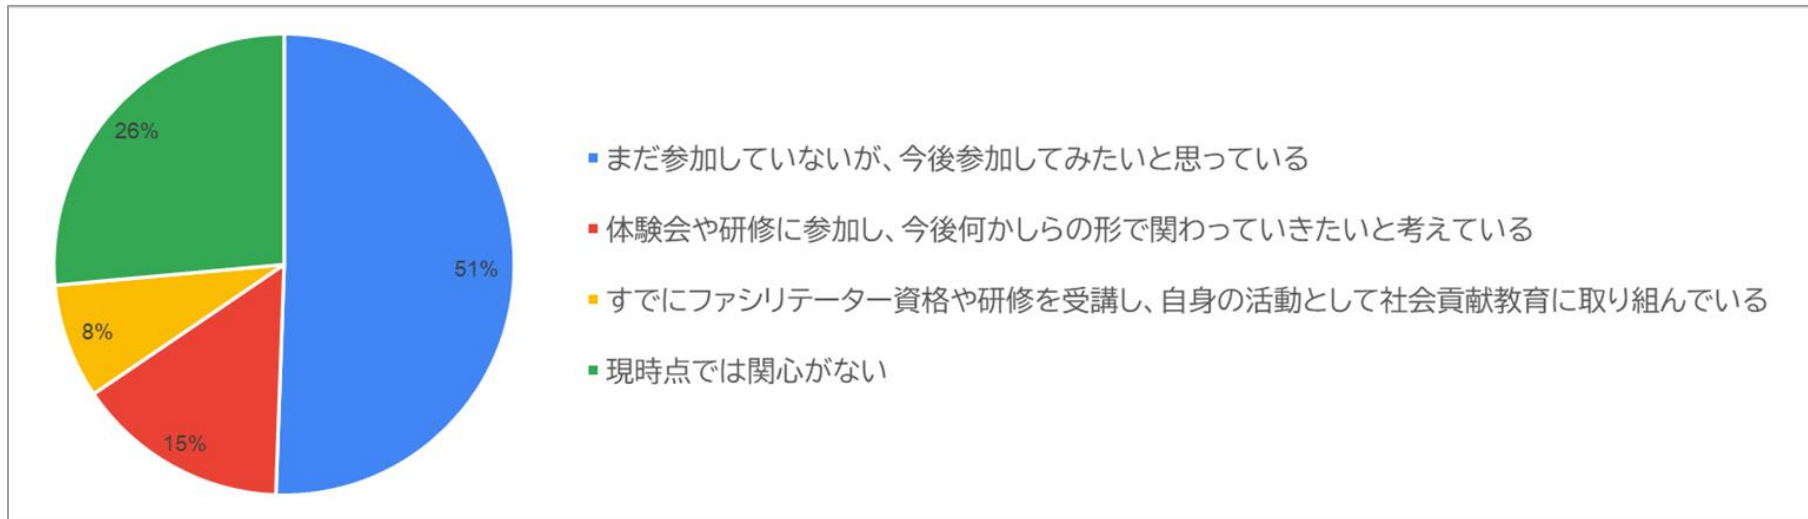 26%
51%
8%
15%
まだ参加していないが、今後参加してみたいと思っている
体験会や研修に参加し、今後何かしらの形で関わっていきたいと考えている
すでにファシリテーター資格や研修を受講し、自身の活動として社会貢献教育に取り組んでいる
現時点では関心がない